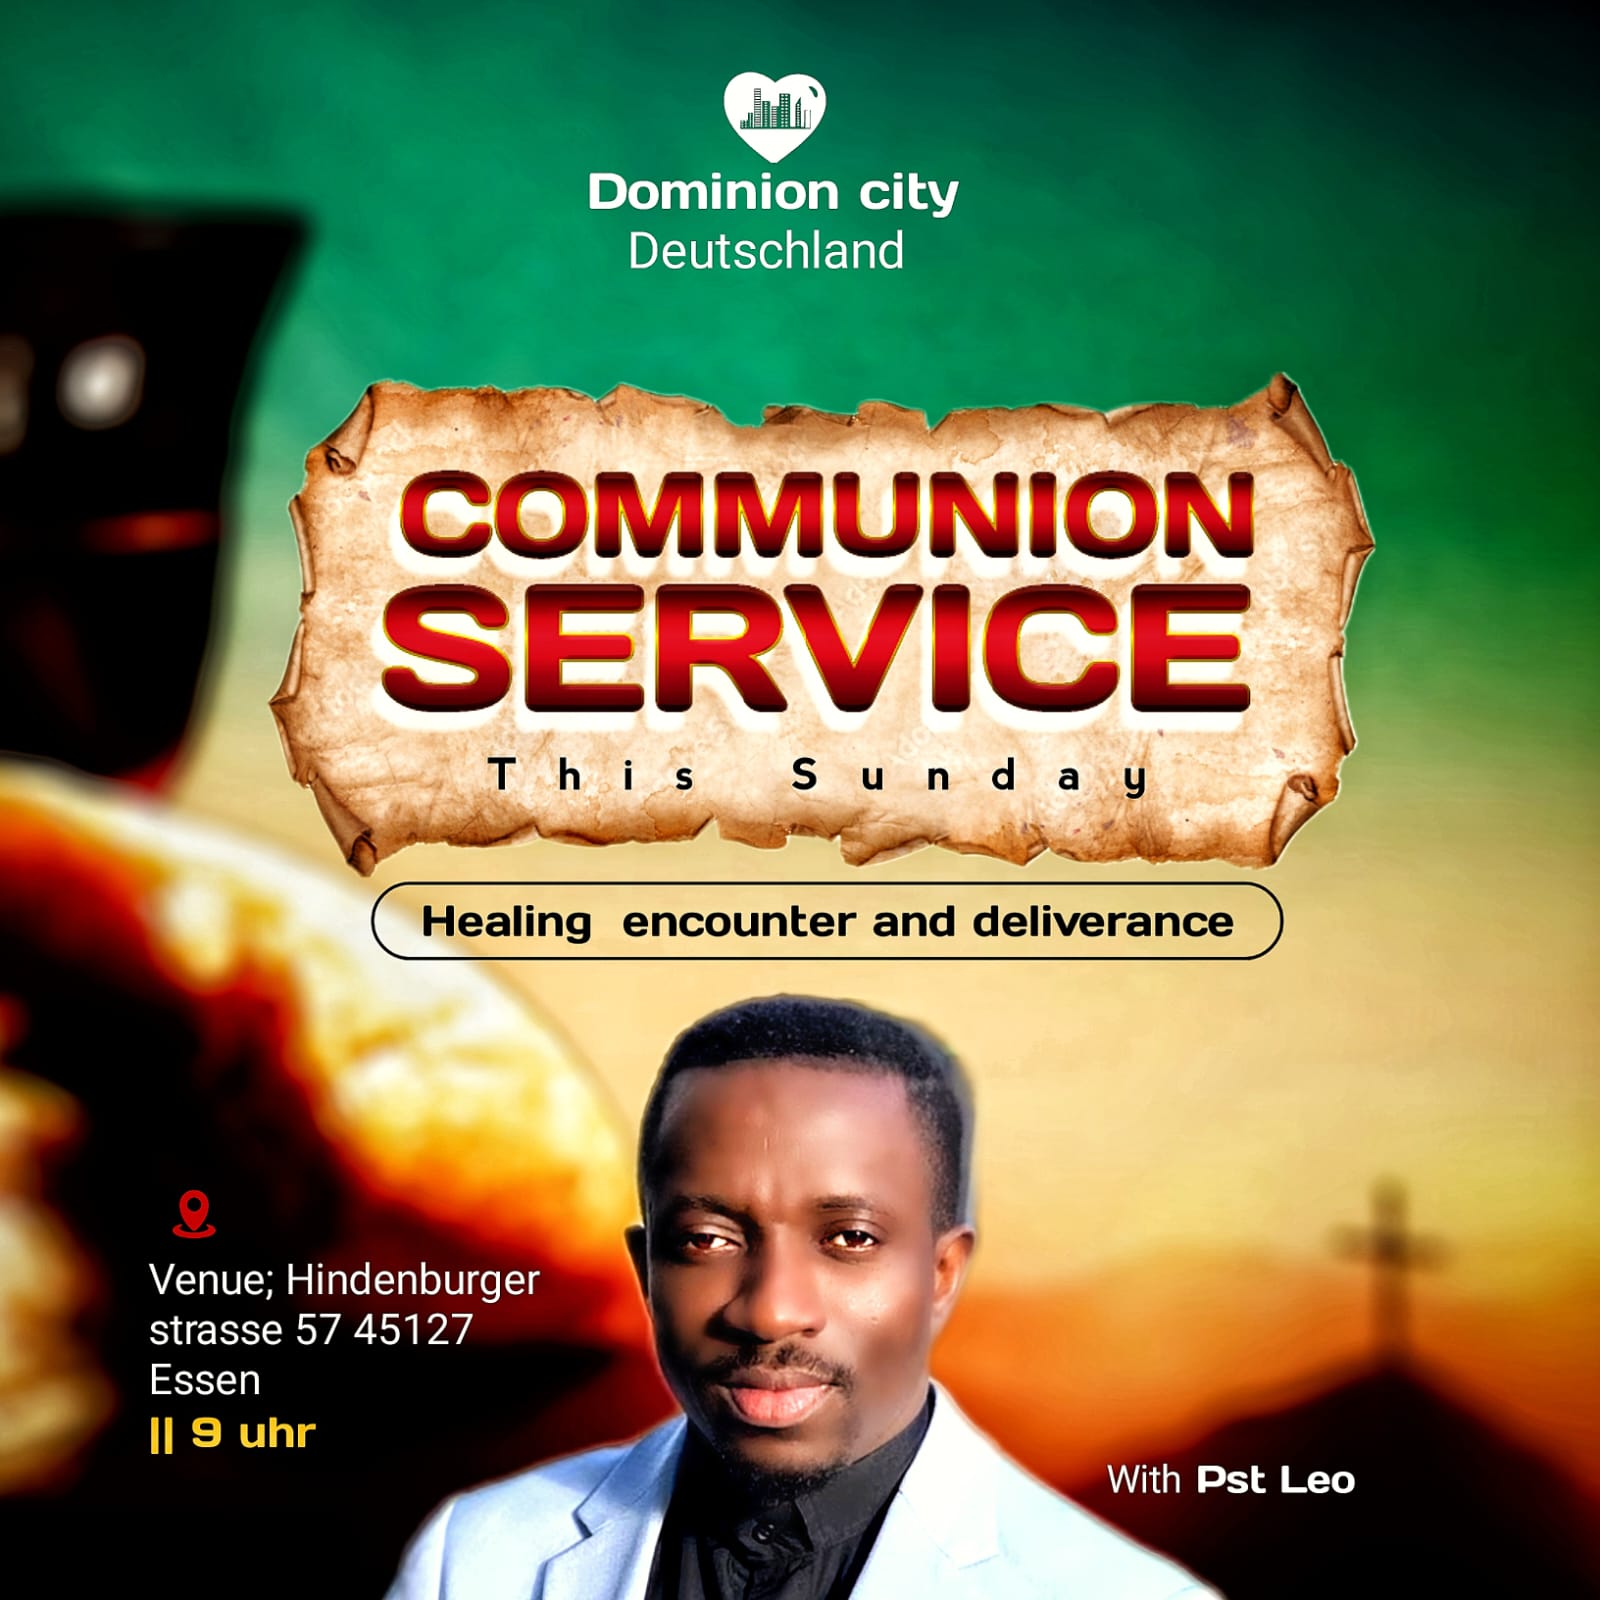 Dominion city
Deutschland
COMMUNION
SERVICE
This Sunday
Healing encounter and deliverance
Venue; Hindenburger
strasse 57 45127
Essen
|| 9 uhr
With Pst Leo